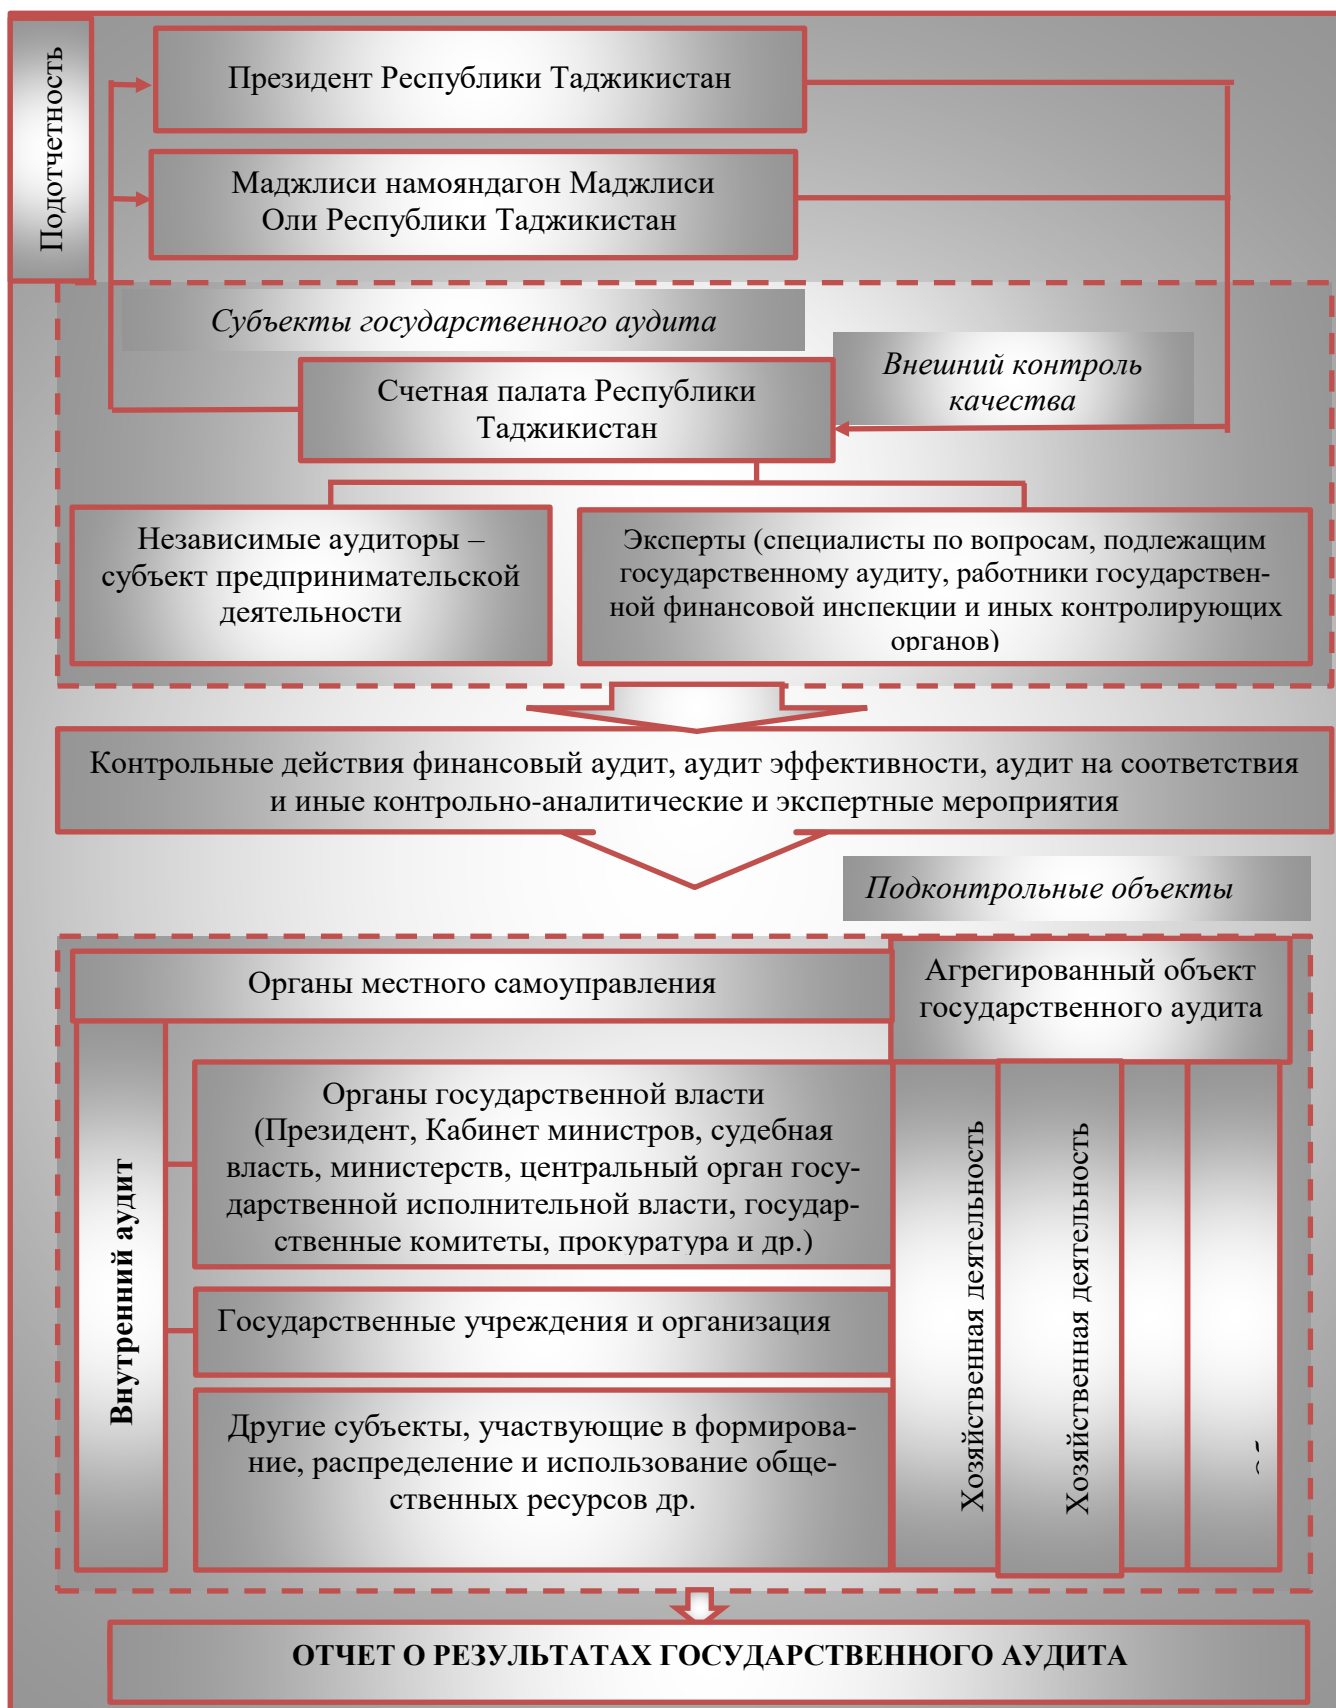 Подотчетность
Президент Республики Таджикистан
Маджлиси намояндагон Маджлиси
Оли Республики Таджикистан
Субъекты государственного аудита
Внешний контроль
качества
Счетная палата Республики
Таджикистан
Независимые аудиторы –
субъект предпринимательской
деятельности
Эксперты (специалисты по вопросам, подлежащим
государственному аудиту, работники государствен-
ной финансовой инспекции и иных контролирующих
органов)
Контрольные действия финансовый аудит, аудит эффективности, аудит на соответствия
и иные контрольно-аналитические и экспертные мероприятия
Подконтрольные объекты
Органы местного самоуправления
Агрегированный объект
государственного аудита
Внутренний аудит
Органы государственной власти
(Президент, Кабинет министров, судебная
власть, министерств, центральный орган госу-
дарственной исполнительной власти, государ-
ственные комитеты, прокуратура и др.)
Государственные учреждения и организация
Другие субъекты, участвующие в формирова-
ние, распределение и использование обще-
ственных ресурсов др.
Хозяйственная деятельность
Хозяйственная деятельность
ОТЧЕТ О РЕЗУЛЬТАТАХ ГОСУДАРСТВЕННОГО АУДИТА